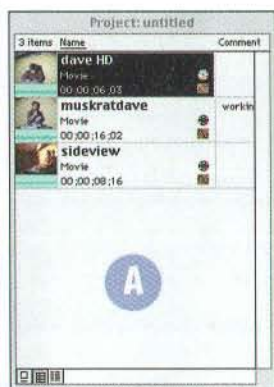 Project: untitled
3 items Name Comment
dave HD
Movie
00;00;06;03
muskratdave workin
Movie
00;00;16;02
sideview
Movie
00;00;08;16
A